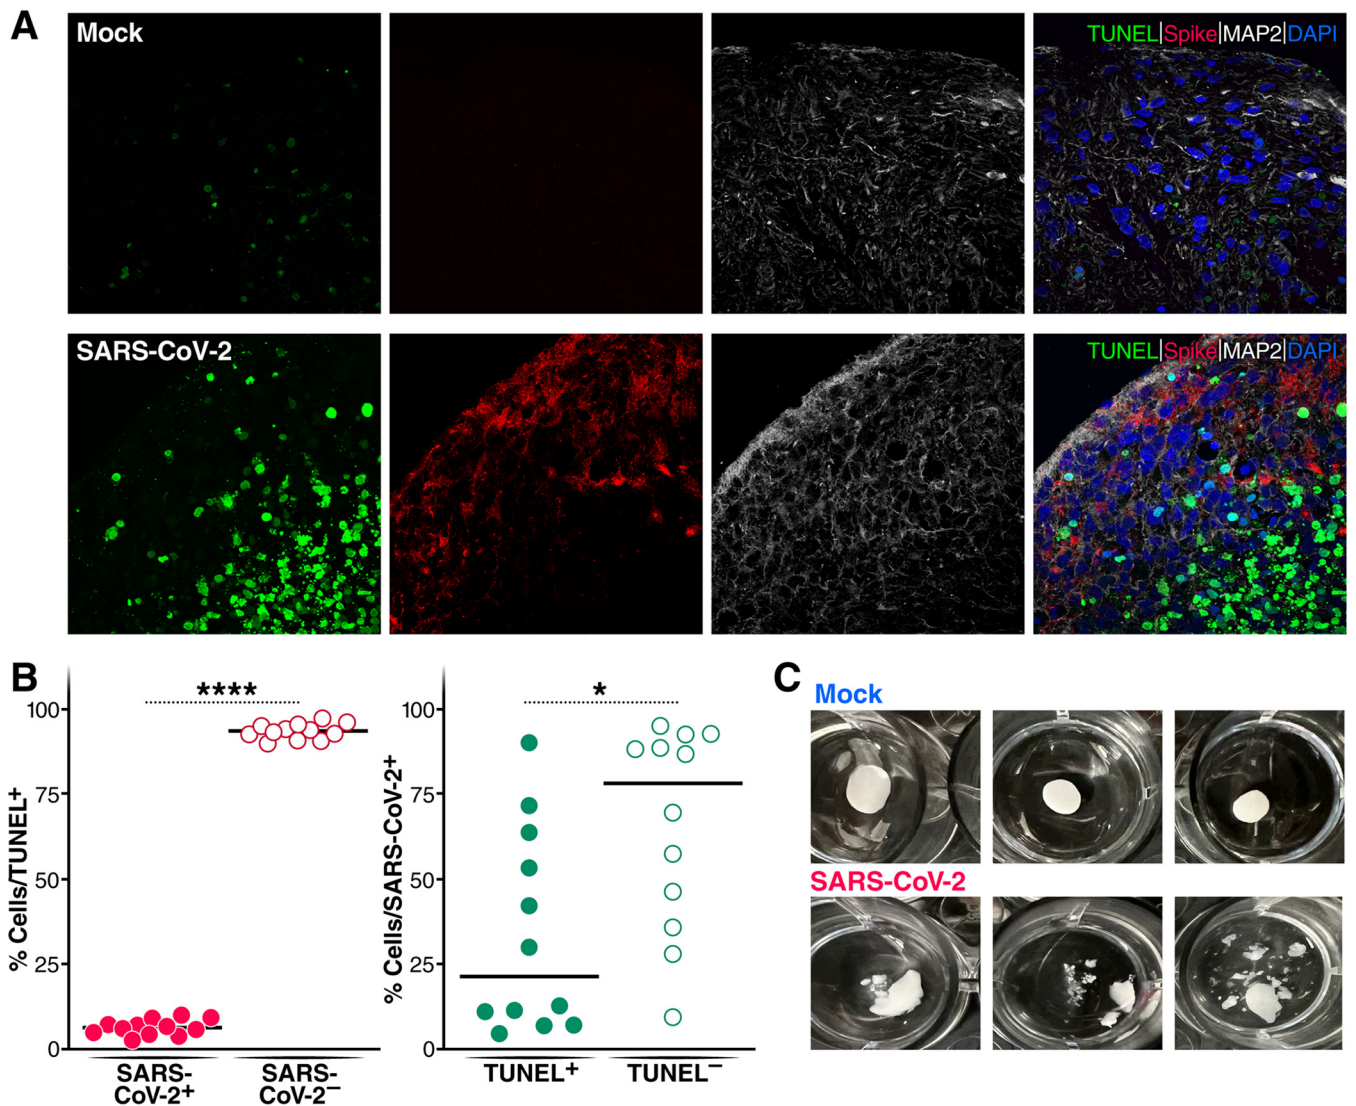 A
Mock
TUNEL|Spike|MAP2|DAPI
SARS-CoV-2
TUNEL|Spike|MAP2|DAPI
B
% Cells/TUNEL+
100
75
50
25
0
****
SARS-
CoV-2+
SARS-
CoV-2−
% Cells/SARS-CoV-2+
100
75
50
25
0
*
TUNEL+
TUNEL−
C
Mock
SARS-CoV-2